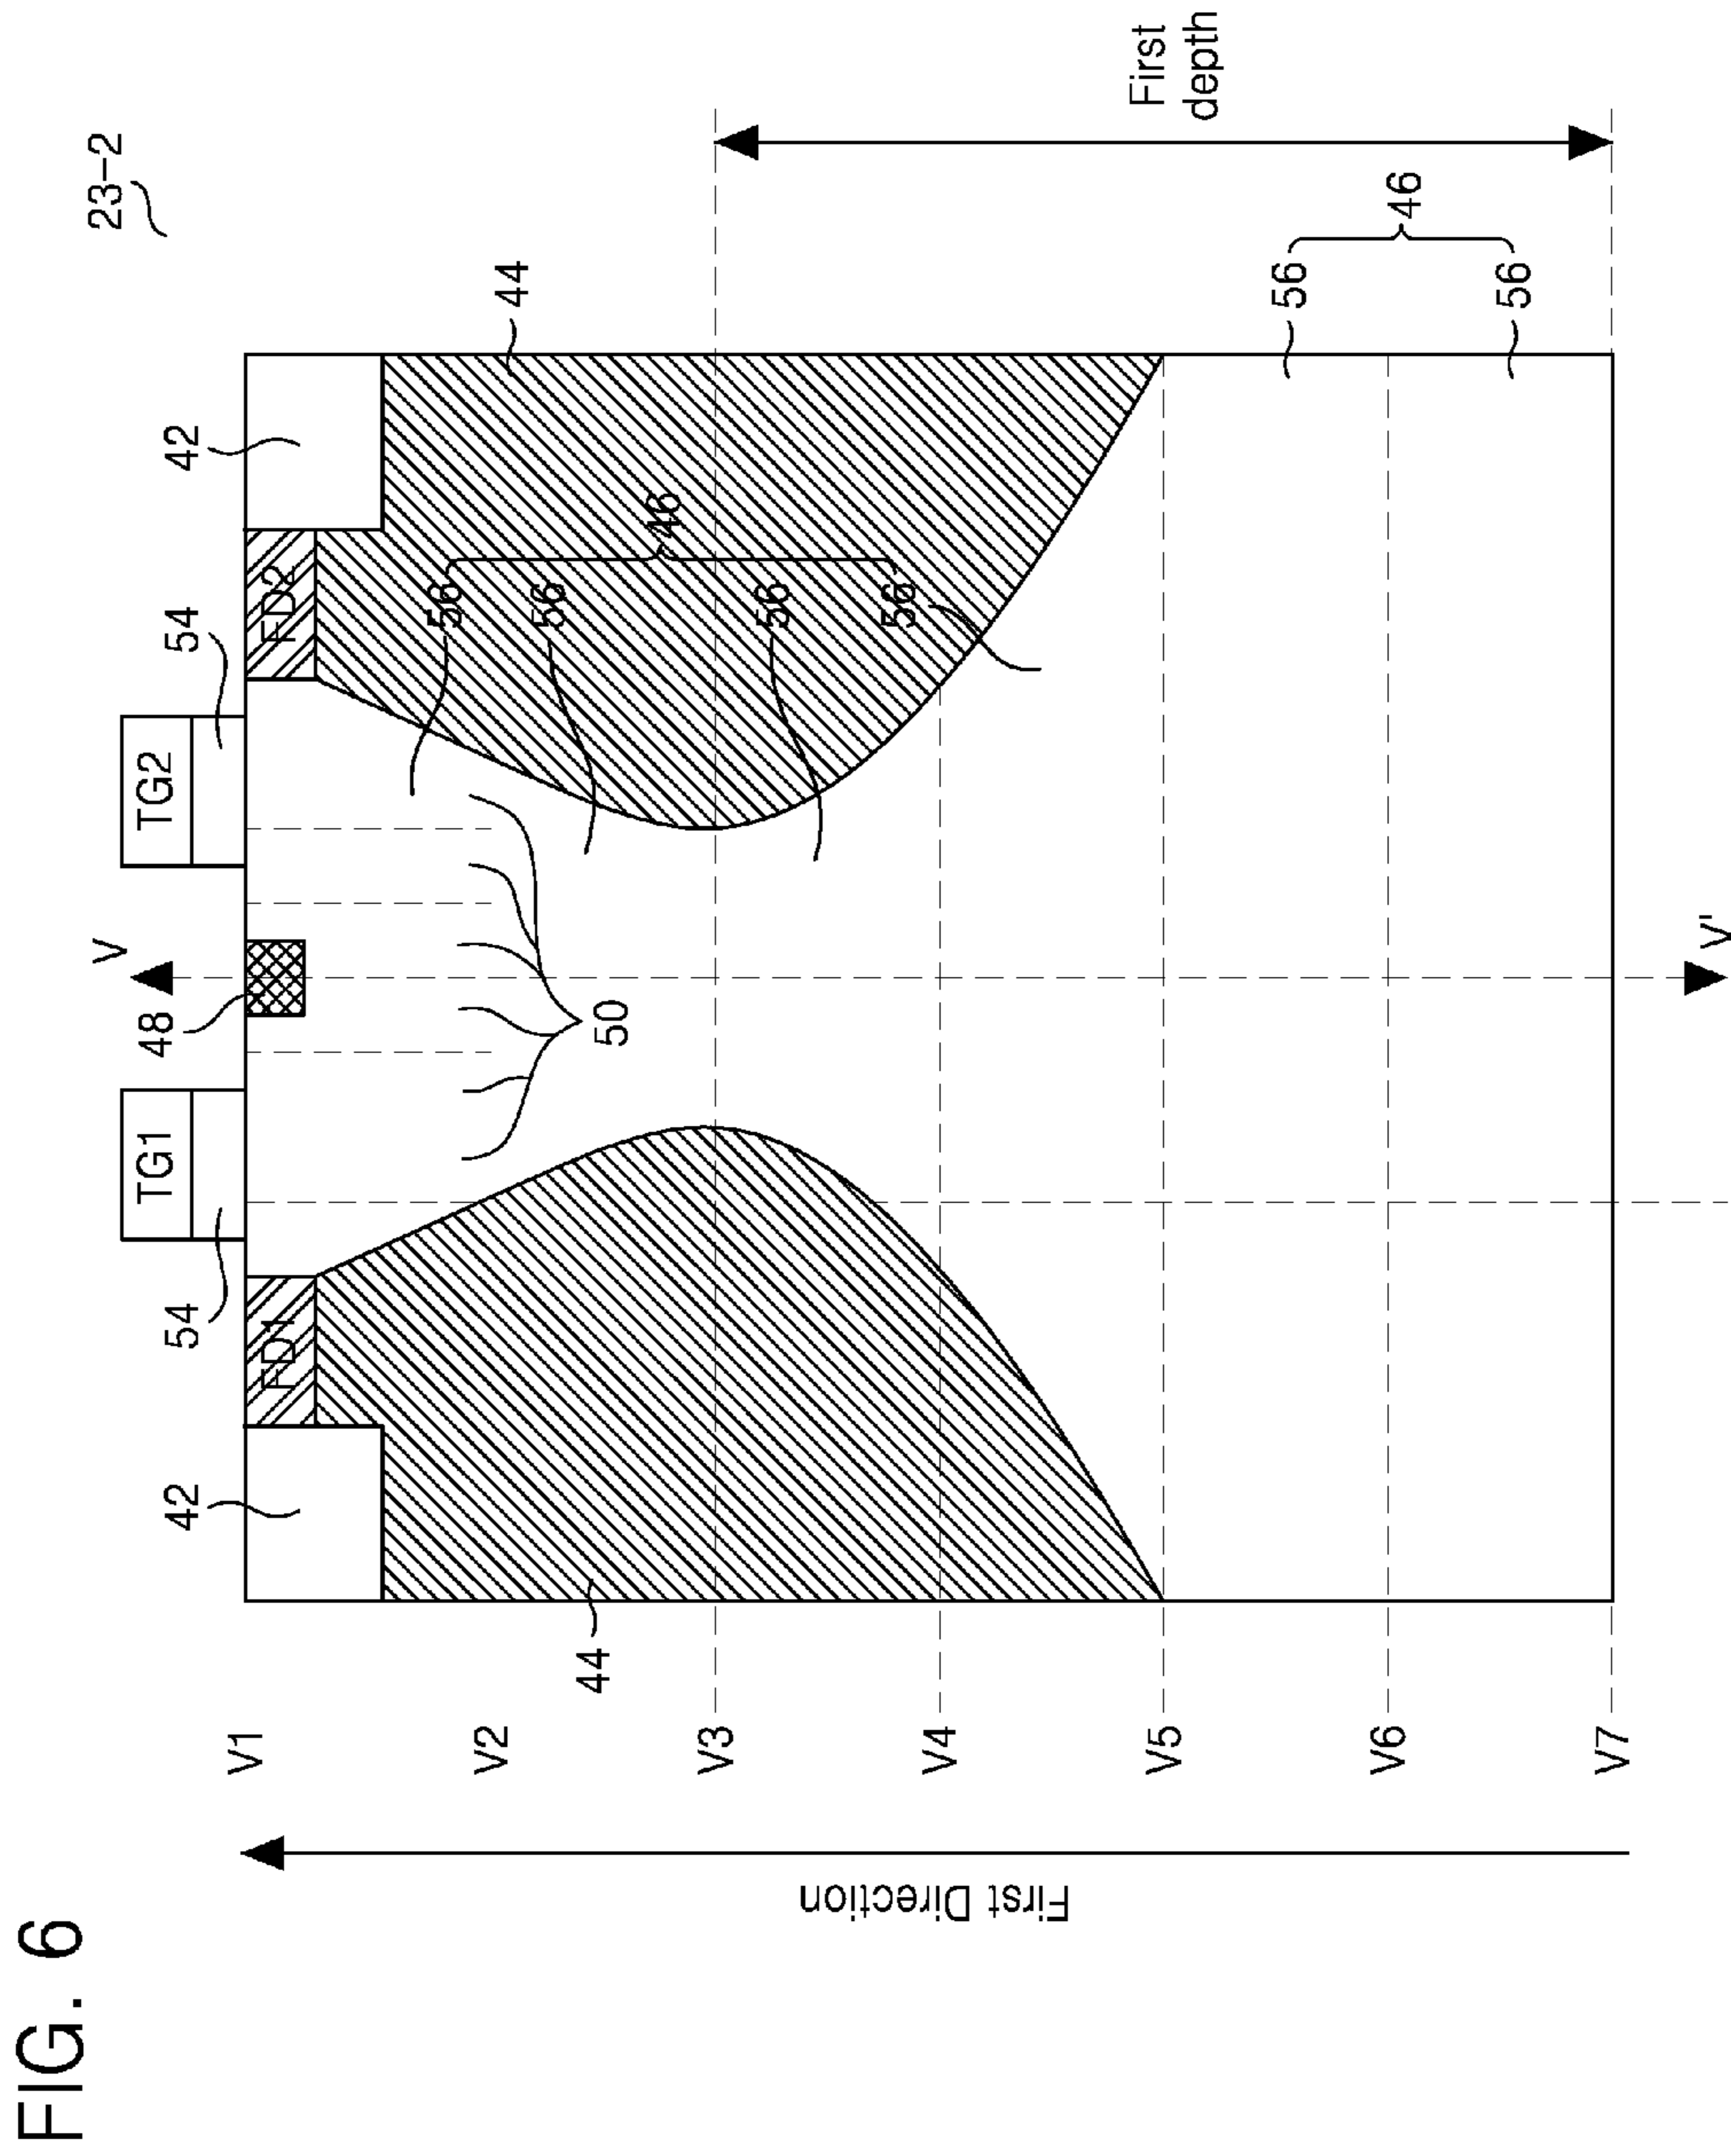 FIG. 6
23-2
V
48
TG1
TG2
54
54
42
42
FD1
FD2
44
44
50
56
56
56
56
46
56
56
46
First
depth
V1
V2
V3
V4
V5
V6
V7
V'
First Direction